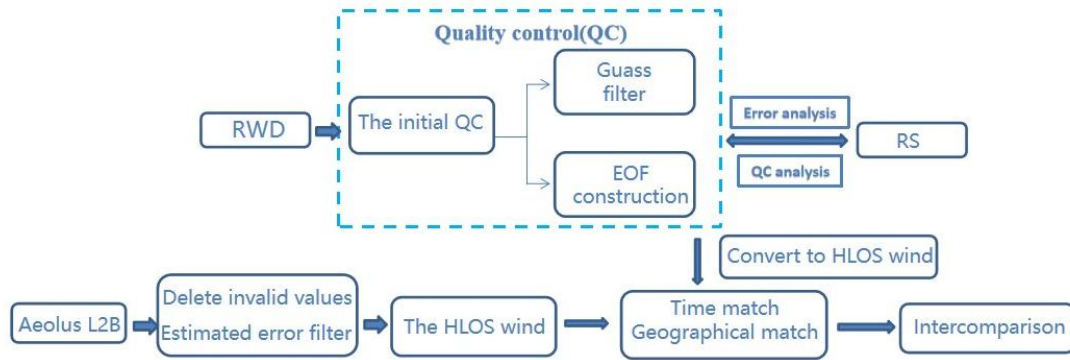 Quality control(QC)
Guass
filter
RWD
The initial QC
Error analysis
RS
QC analysis
EOF
construction
Convert to HLOS wind
Aeolus L2B
Delete invalid values
Estimated error filter
The HLOS wind
Time match
Geographical match
Intercomparison